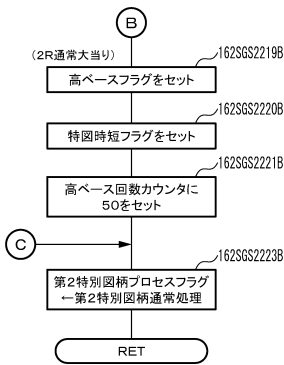 B
(2R通常大当り)
162SGS2219B
高ベースフラグをセット
162SGS2220B
特図時短フラグをセット
162SGS2221B
高ベース回数カウンタに
50をセット
C
162SGS2223B
第2特別図柄プロセスフラグ
←第2特別図柄通常処理
RET